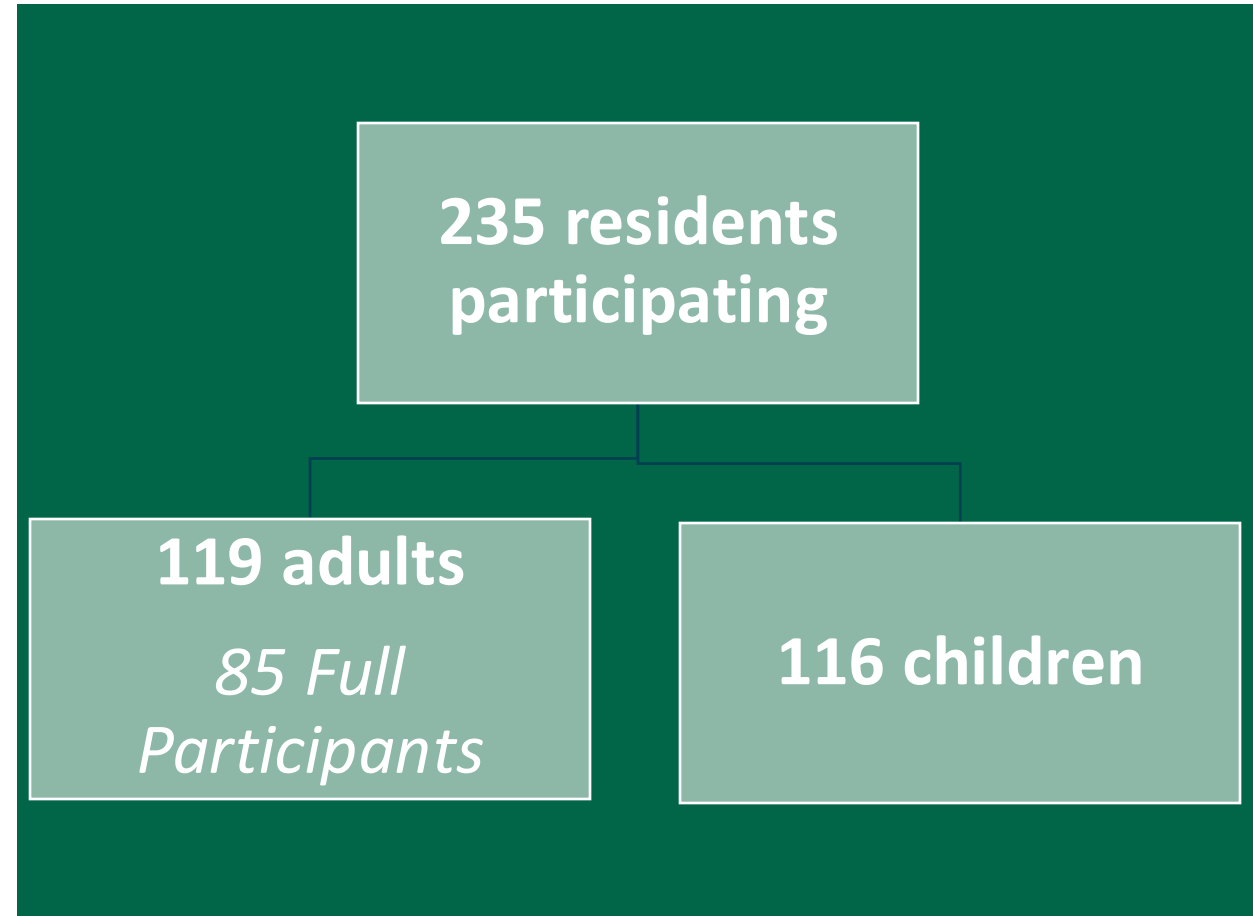 235 residents
participating
119 adults
85 Full
Participants
116 children